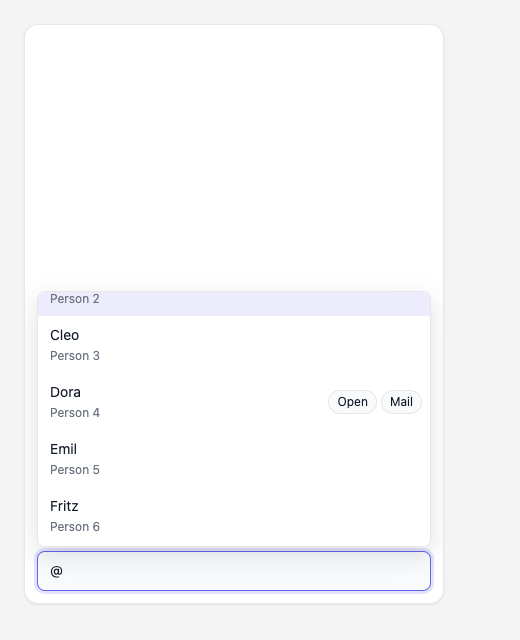 Person 2
Cleo
Person 3
Dora
Person 4
Open Mail
Emil
Person 5
Fritz
Person 6
@